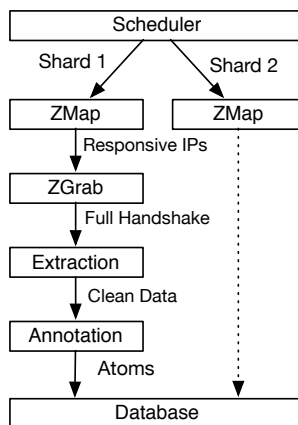 Scheduler
Shard 1
Shard 2
ZMap
ZMap
Responsive IPs
ZGrab
Full Handshake
Extraction
Clean Data
Annotation
Atoms
Database